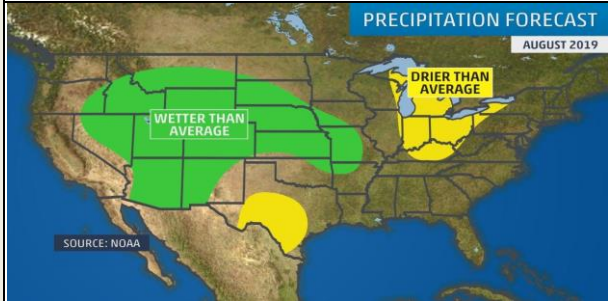 PRECIPITATION FORECAST
AUGUST 2019
DRIER THAN
AVERAGE
WETTER THAN
AVERAGE
SOURCE: NOAA